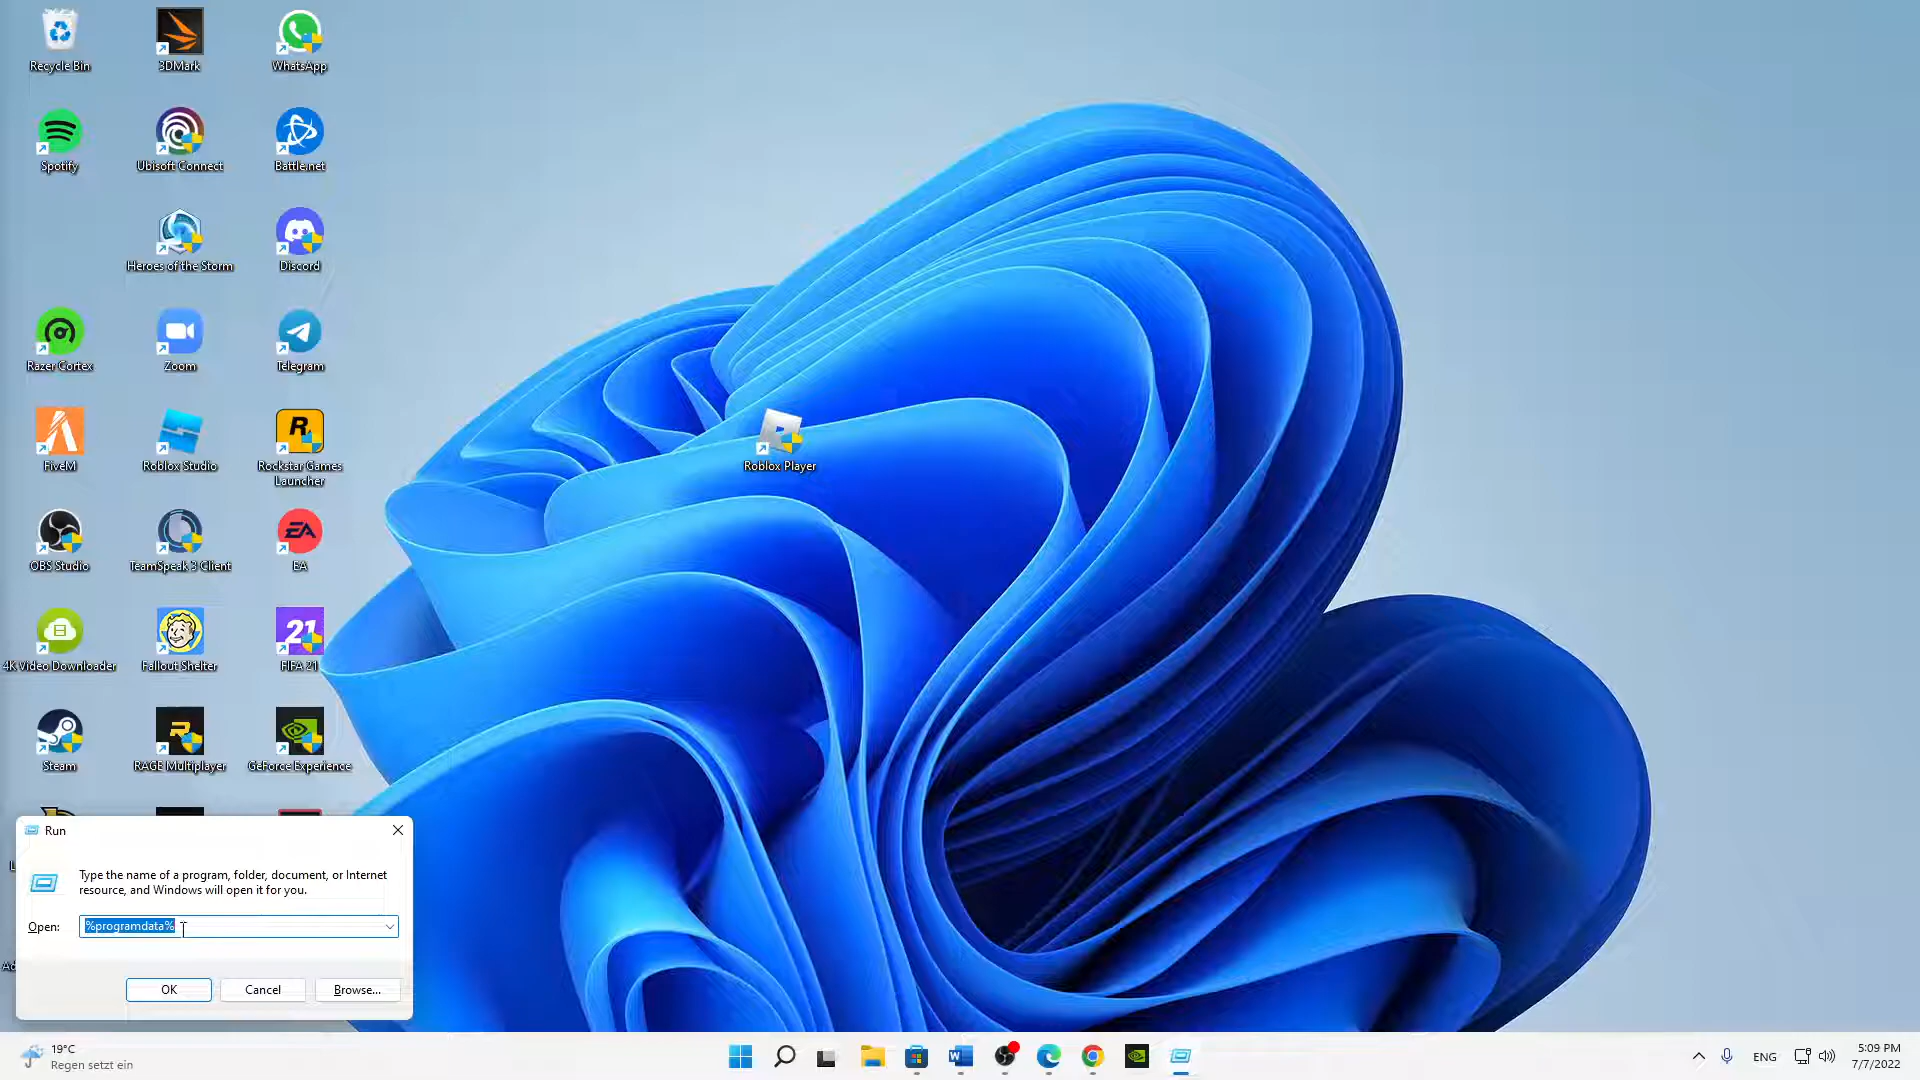 Recycle Bin
3DMark
WhatsApp
Spotify
Ubisoft Connect
Battle.net
Heroes of the Storm
Discord
Razer Cortex
Zoom
Telegram
FiveM
Roblox Studio
R
Rockstar Games
Launcher
Roblox Player
OBS Studio
TeamSpeak 3 Client
EA
EA
4K Video Downloader
Fallout Shelter
21
FIFA 21
Steam
RAGE Multiplayer
GeForce Experience
Run
Type the name of a program, folder, document, or Internet
resource, and Windows will open it for you.
Open:
%programdata%
OK
Cancel
Browse...
19°C
Regen setzt ein
W
ENG
5:09 PM
7/7/2022